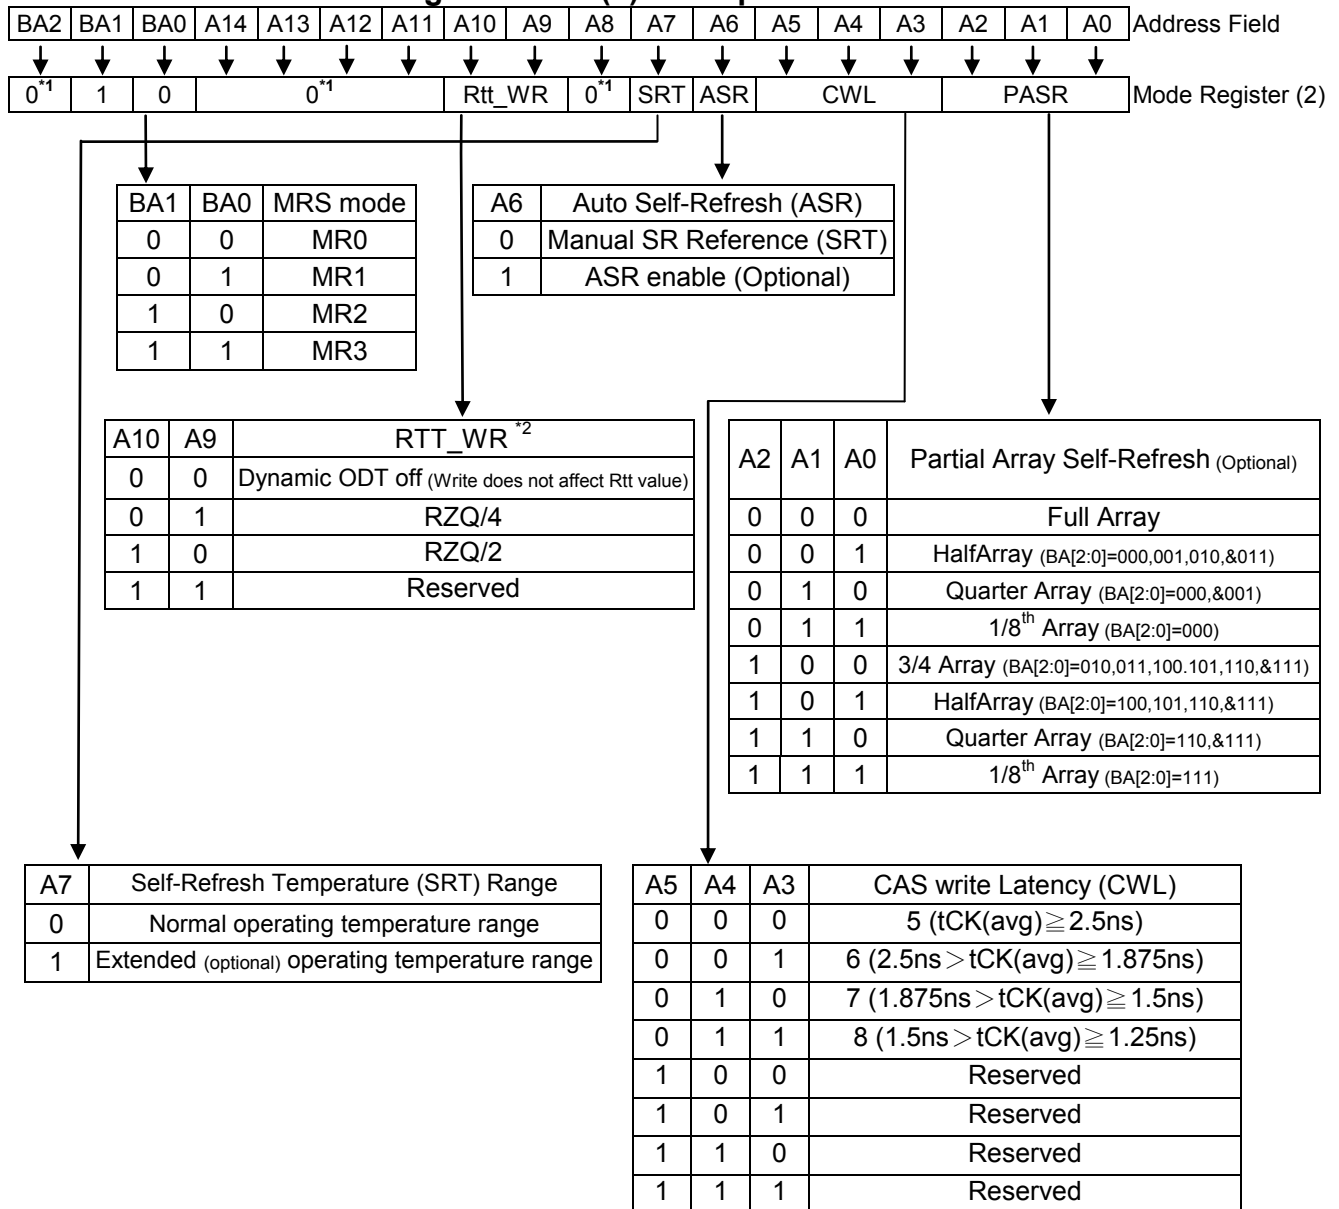 BA2 BA1 BA0 A14 A13 A12 A11 A10 A9 A8 A7 A6 A5 A4 A3 A2 A1 A0 Address Field
0*1 1 0 0*1 Rtt_WR 0*1 SRT ASR CWL PASR Mode Register (2)
BA1 BA0 MRS mode
0 0 MR0
0 1 MR1
1 0 MR2
1 1 MR3
A6 Auto Self-Refresh (ASR)
0 Manual SR Reference (SRT)
1 ASR enable (Optional)
A10 A9 RTT_WR *2
0 0 Dynamic ODT off (Write does not affect Rtt value)
0 1 RZQ/4
1 0 RZQ/2
1 1 Reserved
A2 A1 A0 Partial Array Self-Refresh (Optional)
0 0 0 Full Array
0 0 1 HalfArray (BA[2:0]=000,001,010,&011)
0 1 0 Quarter Array (BA[2:0]=000,&001)
0 1 1 1/8th Array (BA[2:0]=000)
1 0 0 3/4 Array (BA[2:0]=010,011,100.101,110,&111)
1 0 1 HalfArray (BA[2:0]=100,101,110,&111)
1 1 0 Quarter Array (BA[2:0]=110,&111)
1 1 1 1/8th Array (BA[2:0]=111)
A7 Self-Refresh Temperature (SRT) Range
0 Normal operating temperature range
1 Extended (optional) operating temperature range
A5 A4 A3 CAS write Latency (CWL)
0 0 0 5 (tCK(avg)≧2.5ns)
0 0 1 6 (2.5ns>tCK(avg)≧1.875ns)
0 1 0 7 (1.875ns>tCK(avg)≧1.5ns)
0 1 1 8 (1.5ns>tCK(avg)≧1.25ns)
1 0 0 Reserved
1 0 1 Reserved
1 1 0 Reserved
1 1 1 Reserved